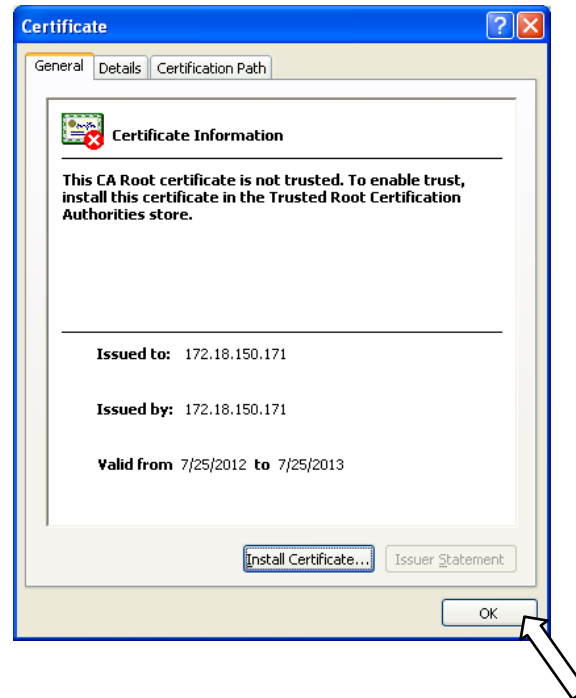 Certificate
General Details Certification Path
Certificate Information
This CA Root certificate is not trusted. To enable trust,
install this certificate in the Trusted Root Certification
Authorities store.
Issued to: 172.18.150.171
Issued by: 172.18.150.171
Valid from 7/25/2012 to 7/25/2013
Install Certificate... Issuer Statement
OK